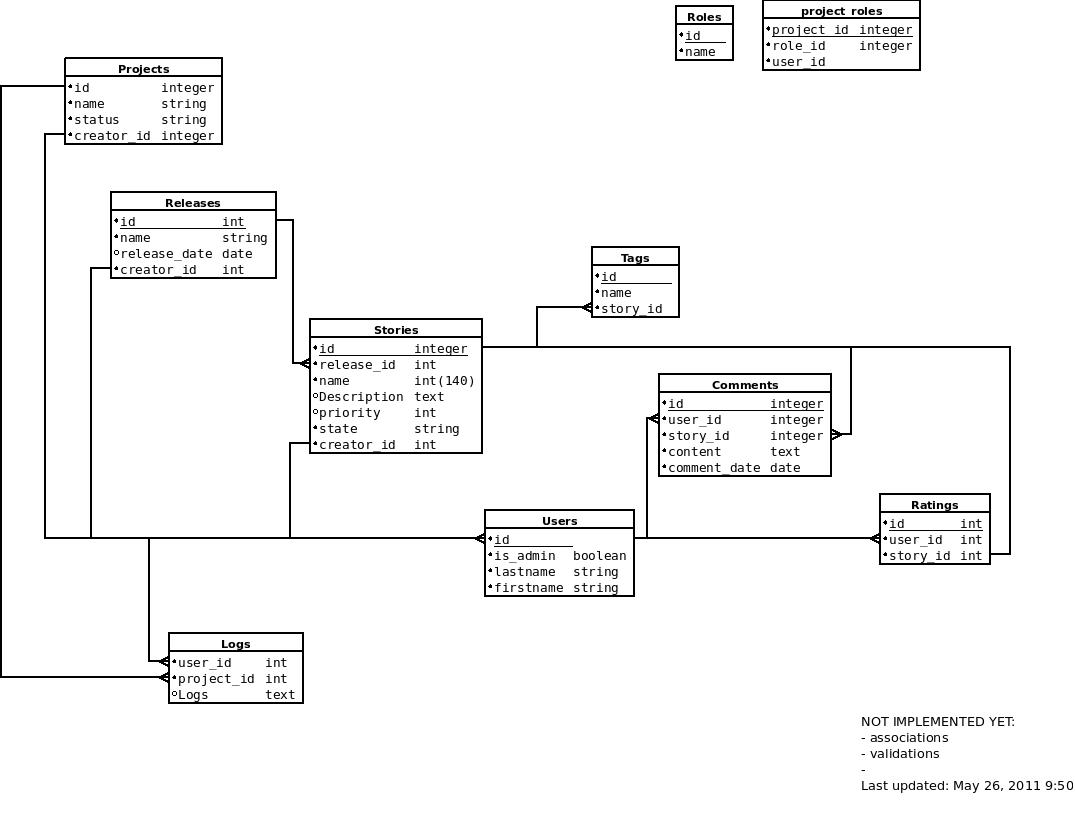 Roles
id
name
project roles
project id integer
role_id integer
user_id
Projects
id integer
name string
status string
creator_id integer
Releases
id int
name string
release_date date
creator_id int
Tags
id
name
story_id
Stories
id integer
release_id int
name int(140)
Description text
priority int
state string
creator_id int
Comments
id integer
user_id integer
story_id integer
content text
comment_date date
Users
id
is_admin boolean
lastname string
firstname string
Ratings
id int
user_id int
story_id int
Logs
user_id int
project_id int
Logs text
NOT IMPLEMENTED YET:
- associations
- validations
-
Last updated: May 26, 2011 9:50